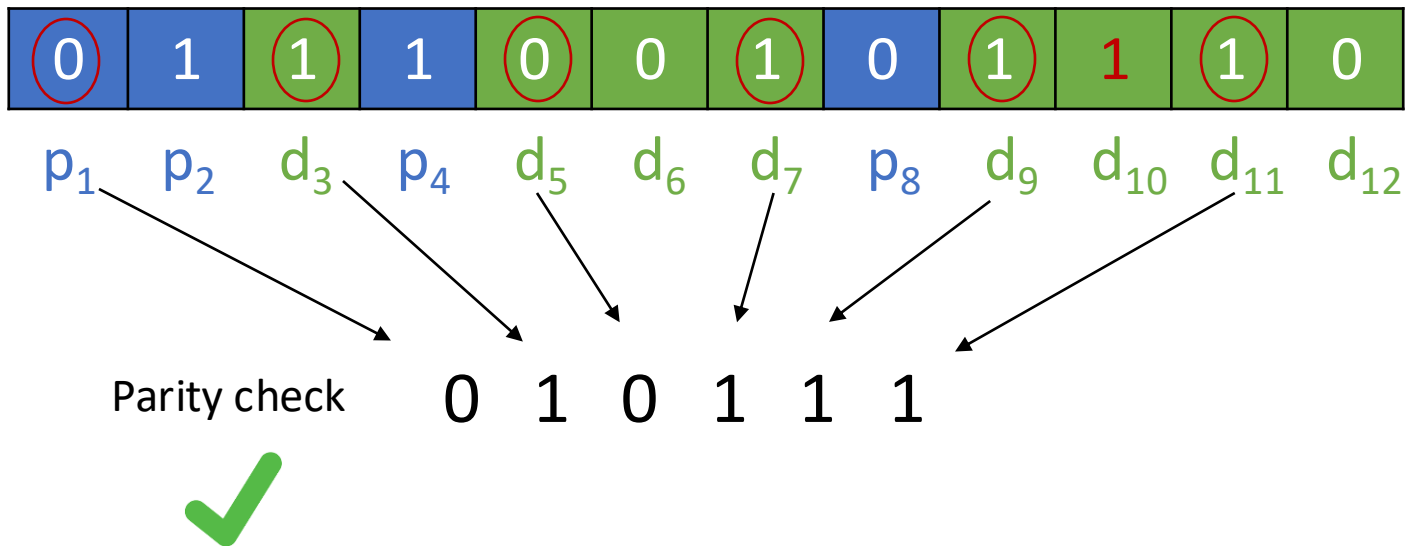 0 1 1 1 0 0 1 0 1 1 1 0
p₁ p₂ d₃ p₄ d₅ d₆ d₇ p₈ d₉ d₁₀ d₁₁ d₁₂
Parity check 0 1 0 1 1 1